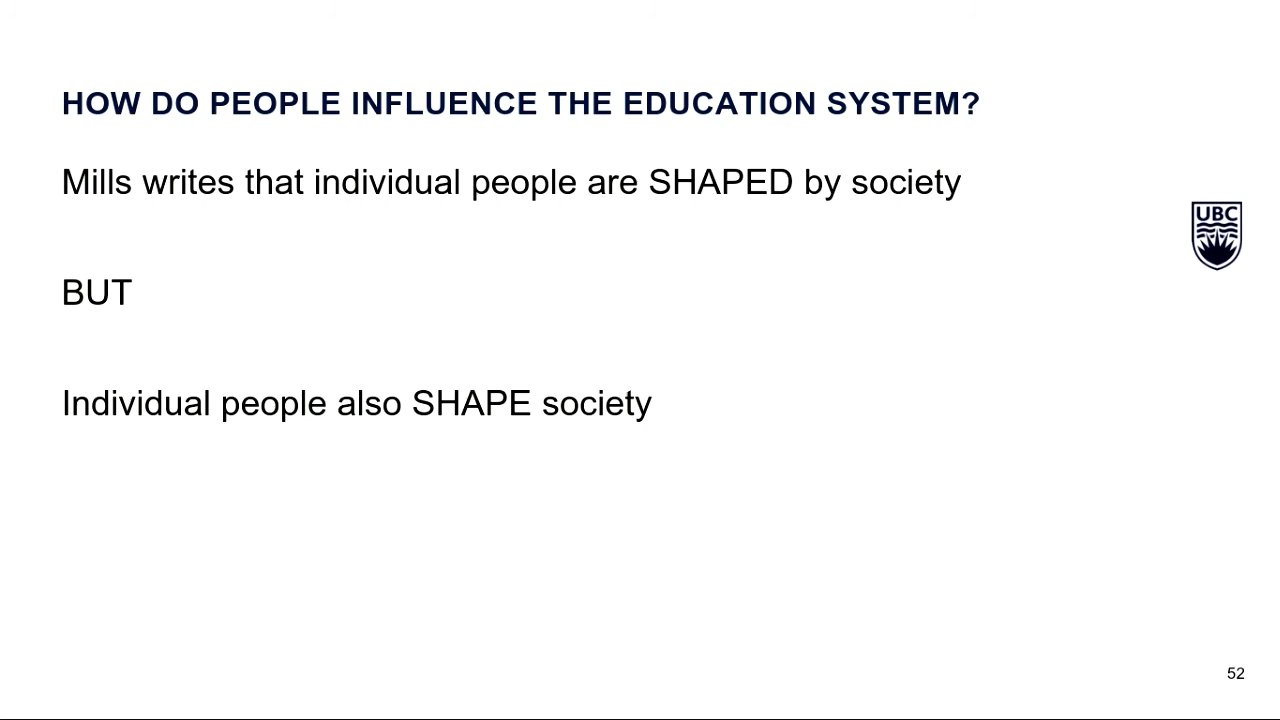 HOW DO PEOPLE INFLUENCE THE EDUCATION SYSTEM?
Mills writes that individual people are SHAPED by society
UBC
BUT
Individual people also SHAPE society
52